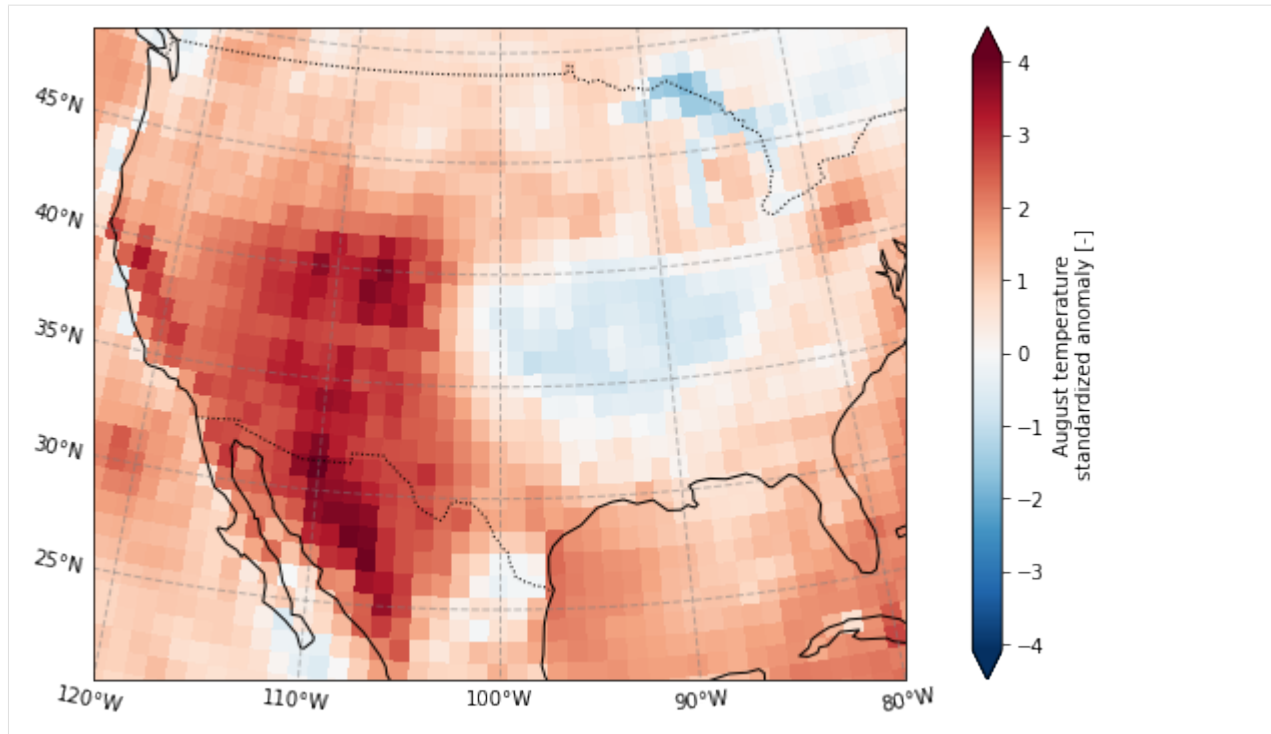 45°N
40°N
35°N
30°N
25°N
120°W
110°W
100°W
90°W
80°W
4
3
2
1
0
−1
−2
−3
−4
August temperature
standardized anomaly [-]